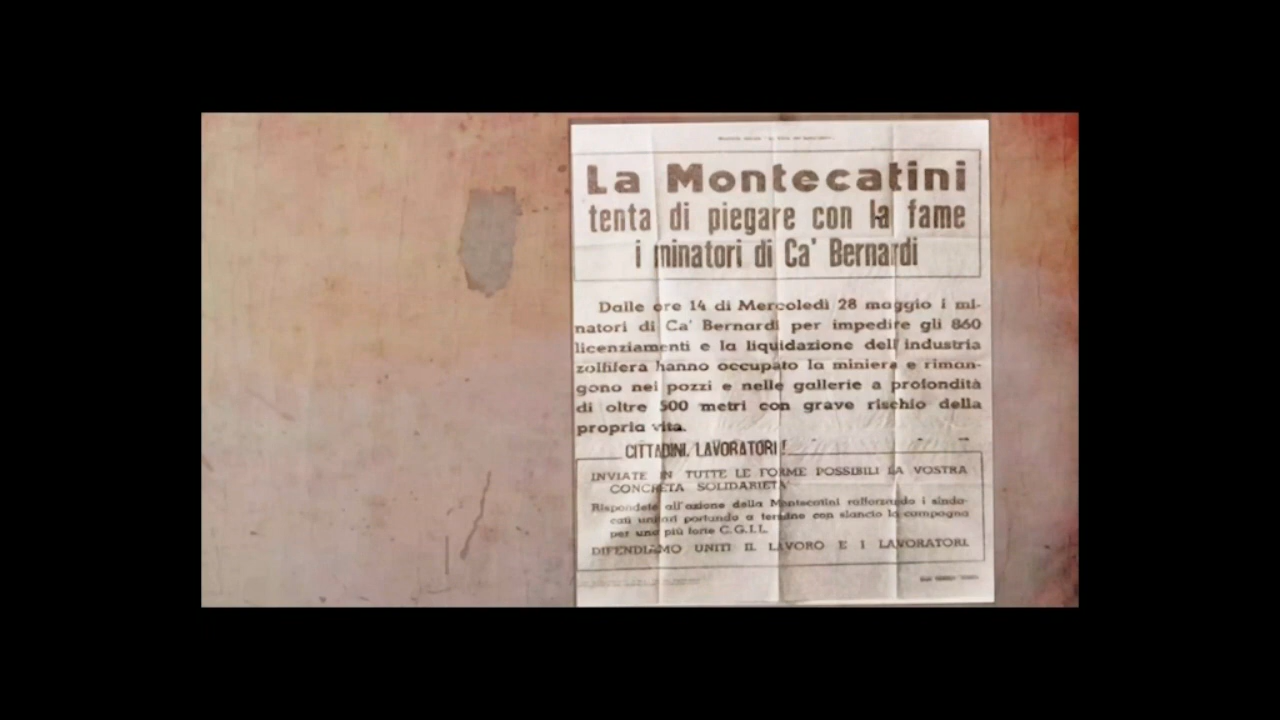 La Montecatini
tenta di piegare con la fame
i minatori di Ca' Bernardi
Dalle ore 14 di Mercoledì 28 maggio i mi-
natori di Ca' Bernardi per impedire gli 860
licenziamenti e la liquidazione dell'industria
zolfifera hanno occupato la miniera e riman-
gono nei pozzi e nelle gallerie a profondità
di oltre 500 metri con grave rischio della
propria vita.
CITTADINI, LAVORATORI!
INVIATE IN TUTTE LE FORME POSSIBILI LA VOSTRA
CONCRETA SOLIDARIETA'
Rispondete all'azione della Montecatini rafforzando i sinda-
cati unitari portando a termine con slancio la campagna
per una più forte C.G.I.L.
DIFENDIAMO UNITI IL LAVORO E I LAVORATORI.